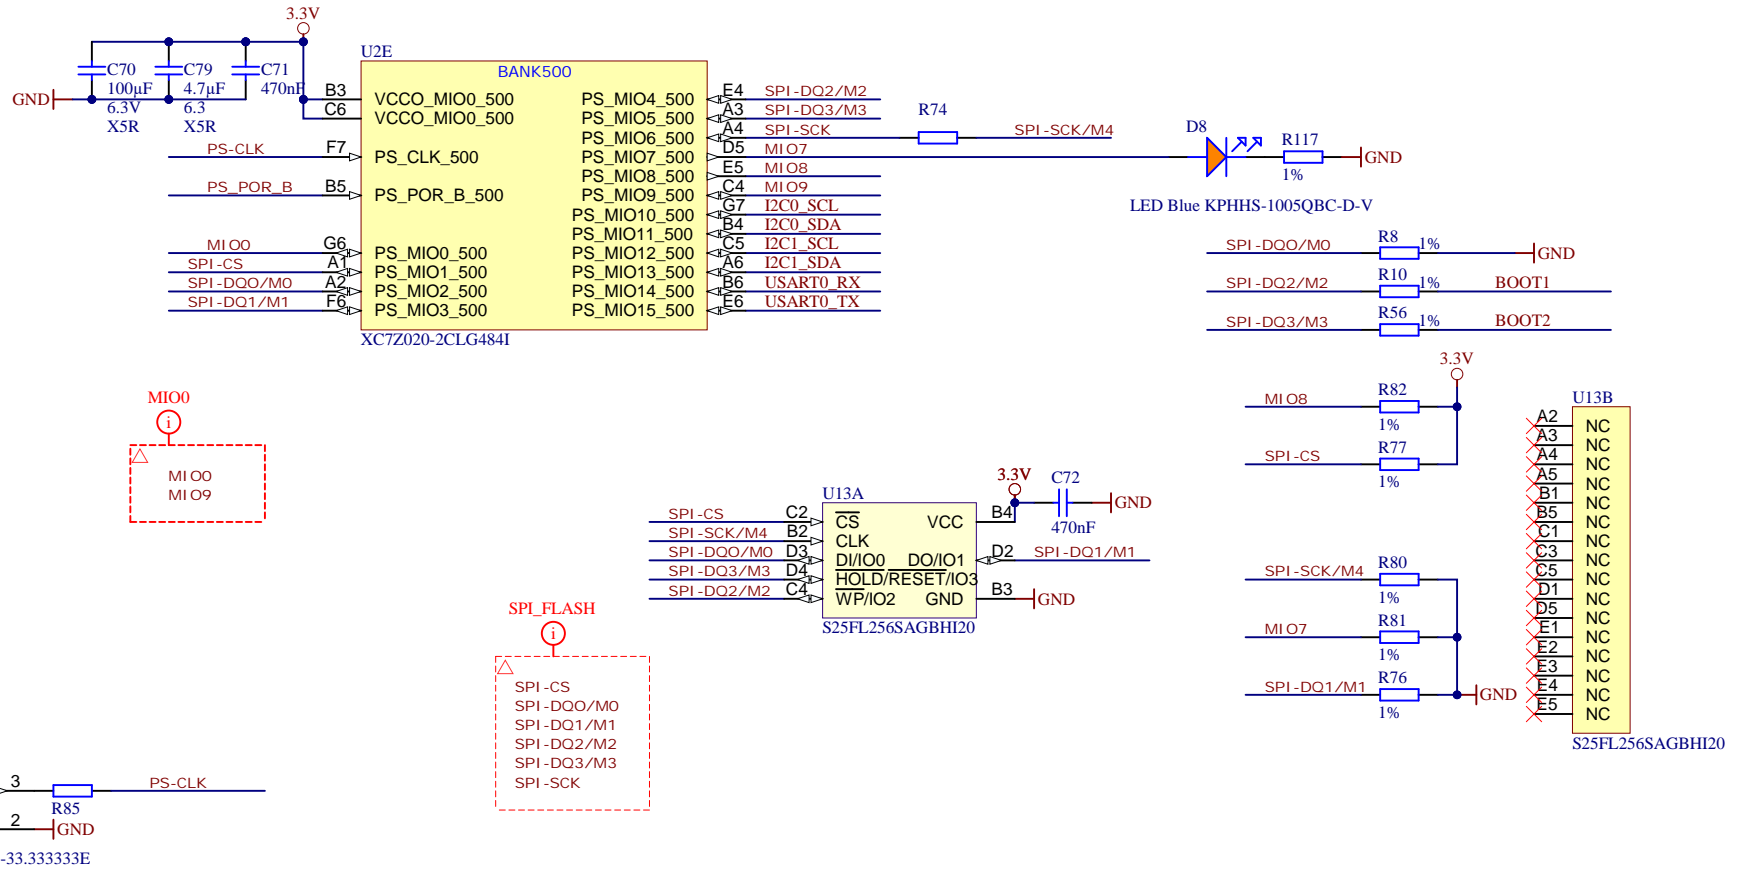 3.3V
C70
100µF
6.3V
X5R
C79
4.7µF
6.3
X5R
C71
470nF
GND
U2E
BANK500
B3 VCCO_MIO0_500
C6 VCCO_MIO0_500
PS-CLK F7 PS_CLK_500
PS_POR_B B5 PS_POR_B_500
MIO0 G6 PS_MIO0_500
SPI-CS A1 PS_MIO1_500
SPI-DQ0/M0 A2 PS_MIO2_500
SPI-DQ1/M1 F6 PS_MIO3_500
PS_MIO4_500 E4 SPI-DQ2/M2
PS_MIO5_500 A3 SPI-DQ3/M3
PS_MIO6_500 A4 SPI-SCK
PS_MIO7_500 D5 MIO7
PS_MIO8_500 E5 MIO8
PS_MIO9_500 C4 MIO9
PS_MIO10_500 G7 I2C0_SCL
PS_MIO11_500 B4 I2C0_SDA
PS_MIO12_500 C5 I2C1_SCL
PS_MIO13_500 A6 I2C1_SDA
PS_MIO14_500 B6 USART0_RX
PS_MIO15_500 E6 USART0_TX
XC7Z020-2CLG484I
R74
SPI-SCK/M4
D8
R117
1%
GND
LED Blue KPHHS-1005QBC-D-V
SPI-DQ0/M0 R8 1% GND
SPI-DQ2/M2 R10 1% BOOT1
SPI-DQ3/M3 R56 1% BOOT2
3.3V
MIO8 R82
1%
SPI-CS R77
1%
SPI-SCK/M4 R80
1%
MIO7 R81
1%
SPI-DQ1/M1 R76
1%
GND
U13B
A2 NC
A3 NC
A4 NC
A5 NC
B1 NC
B5 NC
C1 NC
C3 NC
C5 NC
D1 NC
D5 NC
E1 NC
E2 NC
E3 NC
E4 NC
E5 NC
S25FL256SAGBHI20
MIO0
i
MIO0
MIO9
3.3V
C72
470nF
GND
U13A
SPI-CS C2 CS
SPI-SCK/M4 B2 CLK
SPI-DQ0/M0 D3 DI/IO0
SPI-DQ3/M3 D4 HOLD/RESET/IO3
SPI-DQ2/M2 C4 WP/IO2
VCC B4
DO/IO1 D2 SPI-DQ1/M1
GND B3 GND
S25FL256SAGBHI20
SPI_FLASH
i
SPI-CS
SPI-DQ0/M0
SPI-DQ1/M1
SPI-DQ2/M2
SPI-DQ3/M3
SPI-SCK
3 R85 PS-CLK
2 GND
-33.333333E